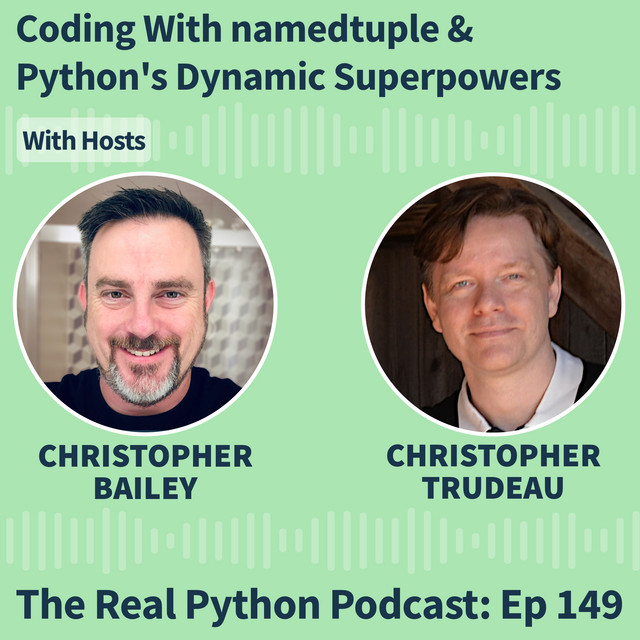 Coding With namedtuple &
Python's Dynamic Superpowers
With Hosts
CHRISTOPHER
BAILEY
CHRISTOPHER
TRUDEAU
The Real Python Podcast: Ep 149